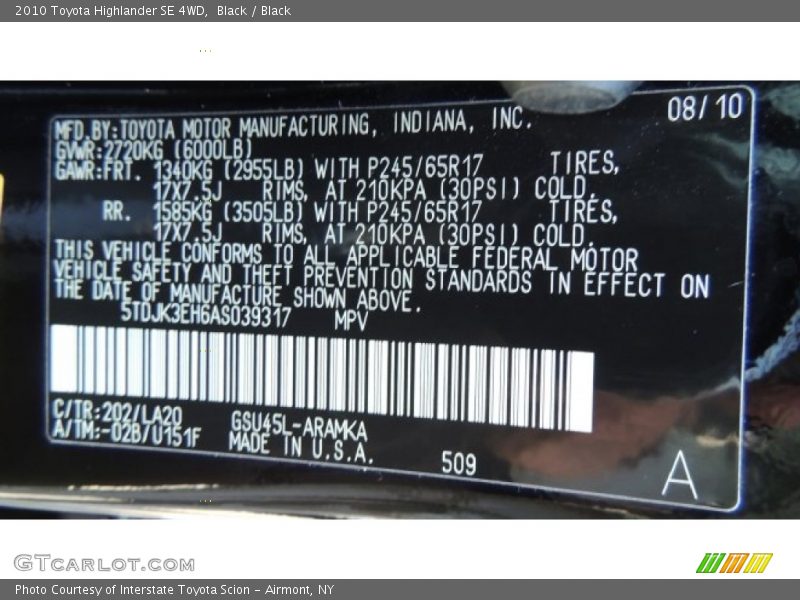 2010 Toyota Highlander SE 4WD, Black / Black
08/10
MFD.BY:TOYOTA MOTOR MANUFACTURING, INDIANA, INC.
GVWR:2720KG (6000LB)
GAWR:FRT. 1340KG (2955LB) WITH P245/65R17 TIRES,
17X7.5J RIMS, AT 210KPA (30PSI) COLD.
RR. 1585KG (3505LB) WITH P245/65R17 TIRES,
17X7.5J RIMS, AT 210KPA (30PSI) COLD.
THIS VEHICLE CONFORMS TO ALL APPLICABLE FEDERAL MOTOR
VEHICLE SAFETY AND THEFT PREVENTION STANDARDS IN EFFECT ON
THE DATE OF MANUFACTURE SHOWN ABOVE.
5TDJK3EH6AS039317 MPV
C/TR:202/LA20 GSU45L-ARAMKA
A/TM:-02B/U151F MADE IN U.S.A.
509
A
GTCARLOT.COM
Photo Courtesy of Interstate Toyota Scion - Airmont, NY